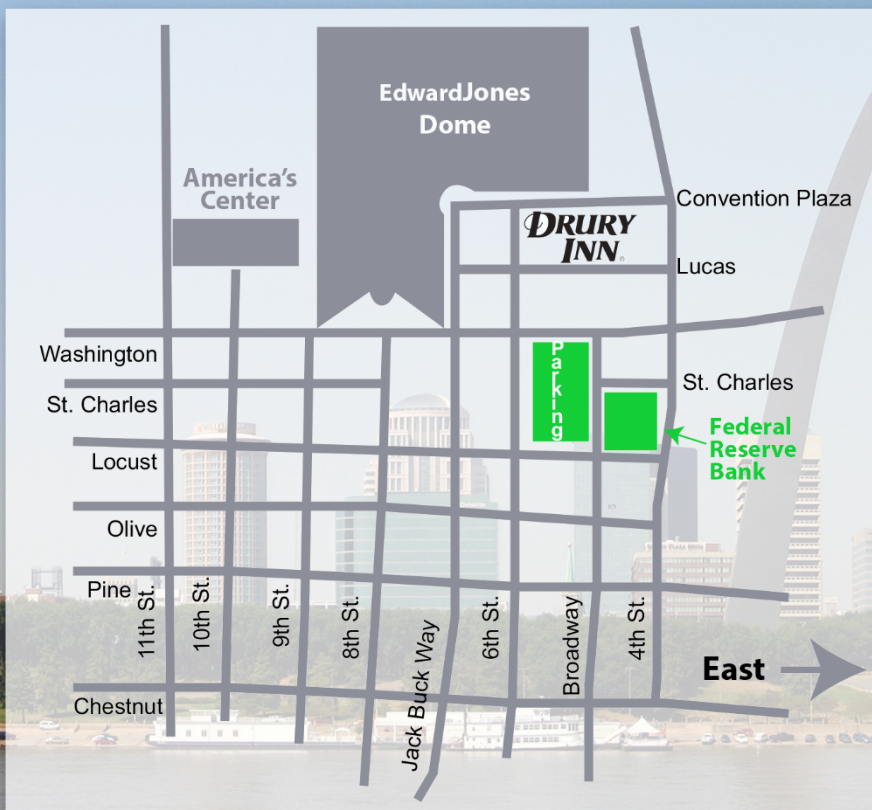 EdwardJones
Dome
America's
Center
Convention Plaza
DRURY
INN
Lucas
Washington
Parking
St. Charles
St. Charles
Federal
Reserve
Bank
Locust
Olive
Pine
11th St.
10th St.
9th St.
8th St.
Jack Buck Way
6th St.
Broadway
4th St.
East
Chestnut